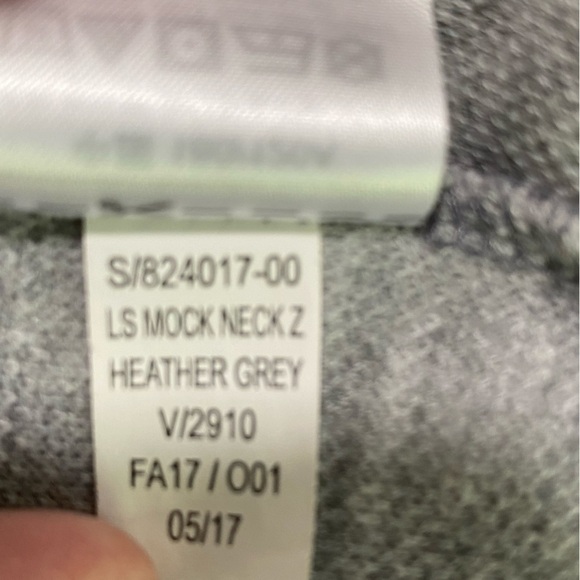 S/824017-00
LS MOCK NECK Z
HEATHER GREY
V/2910
FA17 / O01
05/17